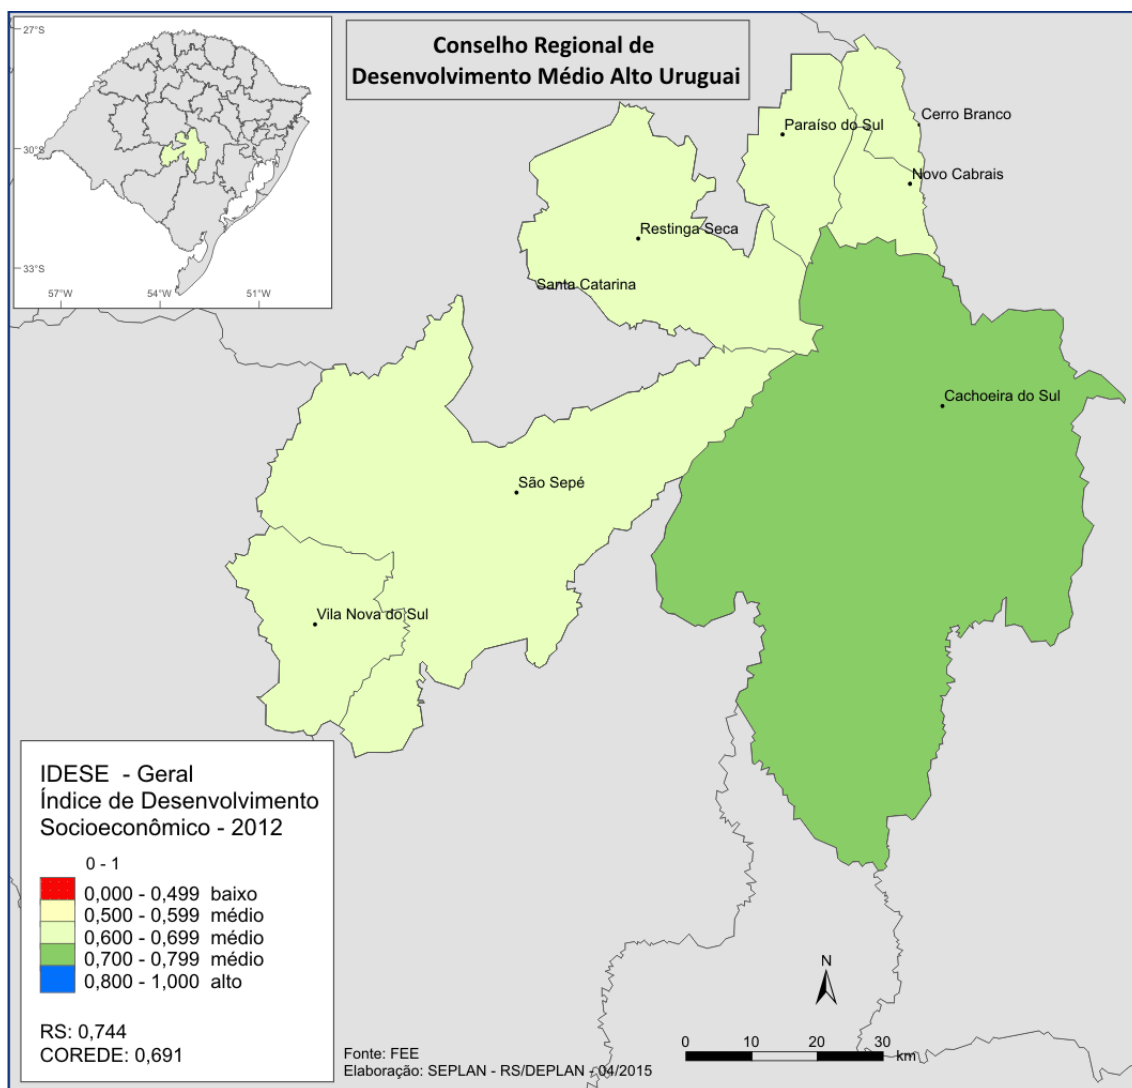 Conselho Regional de
Desenvolvimento Médio Alto Uruguai
27°S
30°S
33°S
57°W
54°W
51°W
Cerro Branco
Paraíso do Sul
Novo Cabrais
Restinga Seca
Santa Catarina
Cachoeira do Sul
São Sepé
Vila Nova do Sul
IDESE - Geral
Índice de Desenvolvimento
Socioeconômico - 2012
0 - 1
0,000 - 0,499 baixo
0,500 - 0,599 médio
0,600 - 0,699 médio
0,700 - 0,799 médio
0,800 - 1,000 alto
RS: 0,744
COREDE: 0,691
Fonte: FEE
Elaboração: SEPLAN - RS/DEPLAN - 04/2015
N
0 10 20 30
km